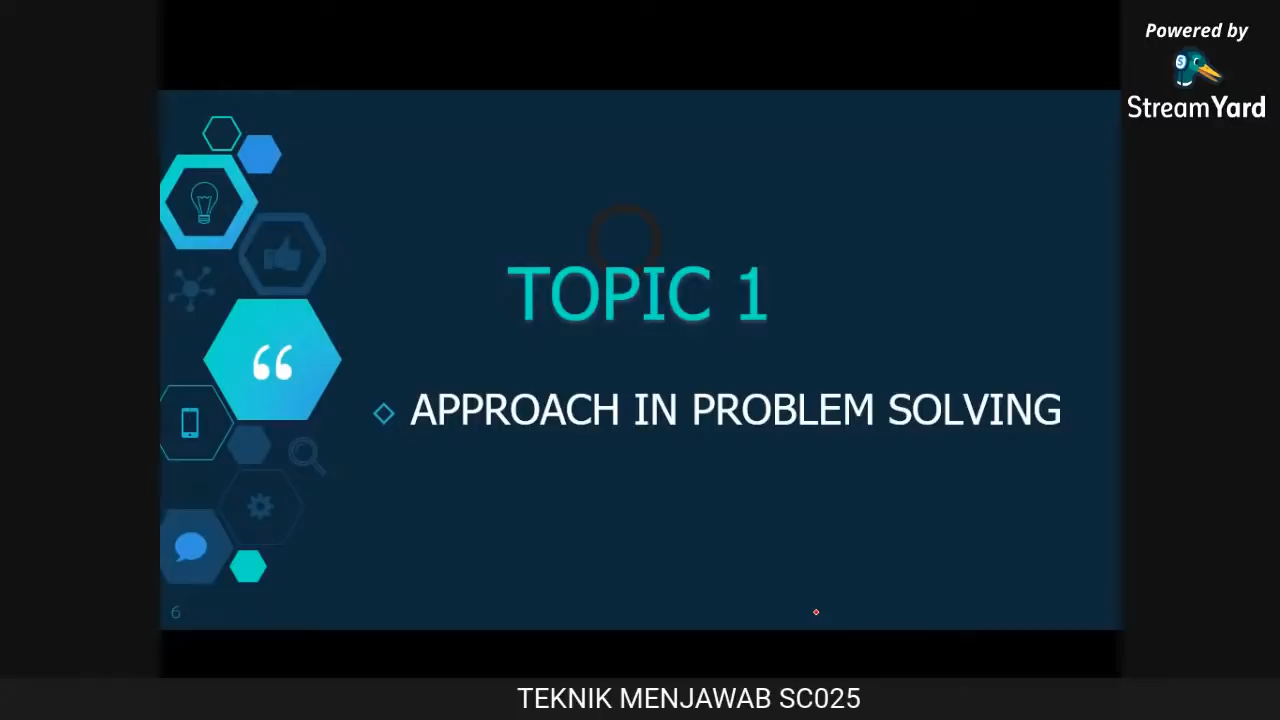 Powered by
StreamYard
TOPIC 1
APPROACH IN PROBLEM SOLVING
6
TEKNIK MENJAWAB SC025